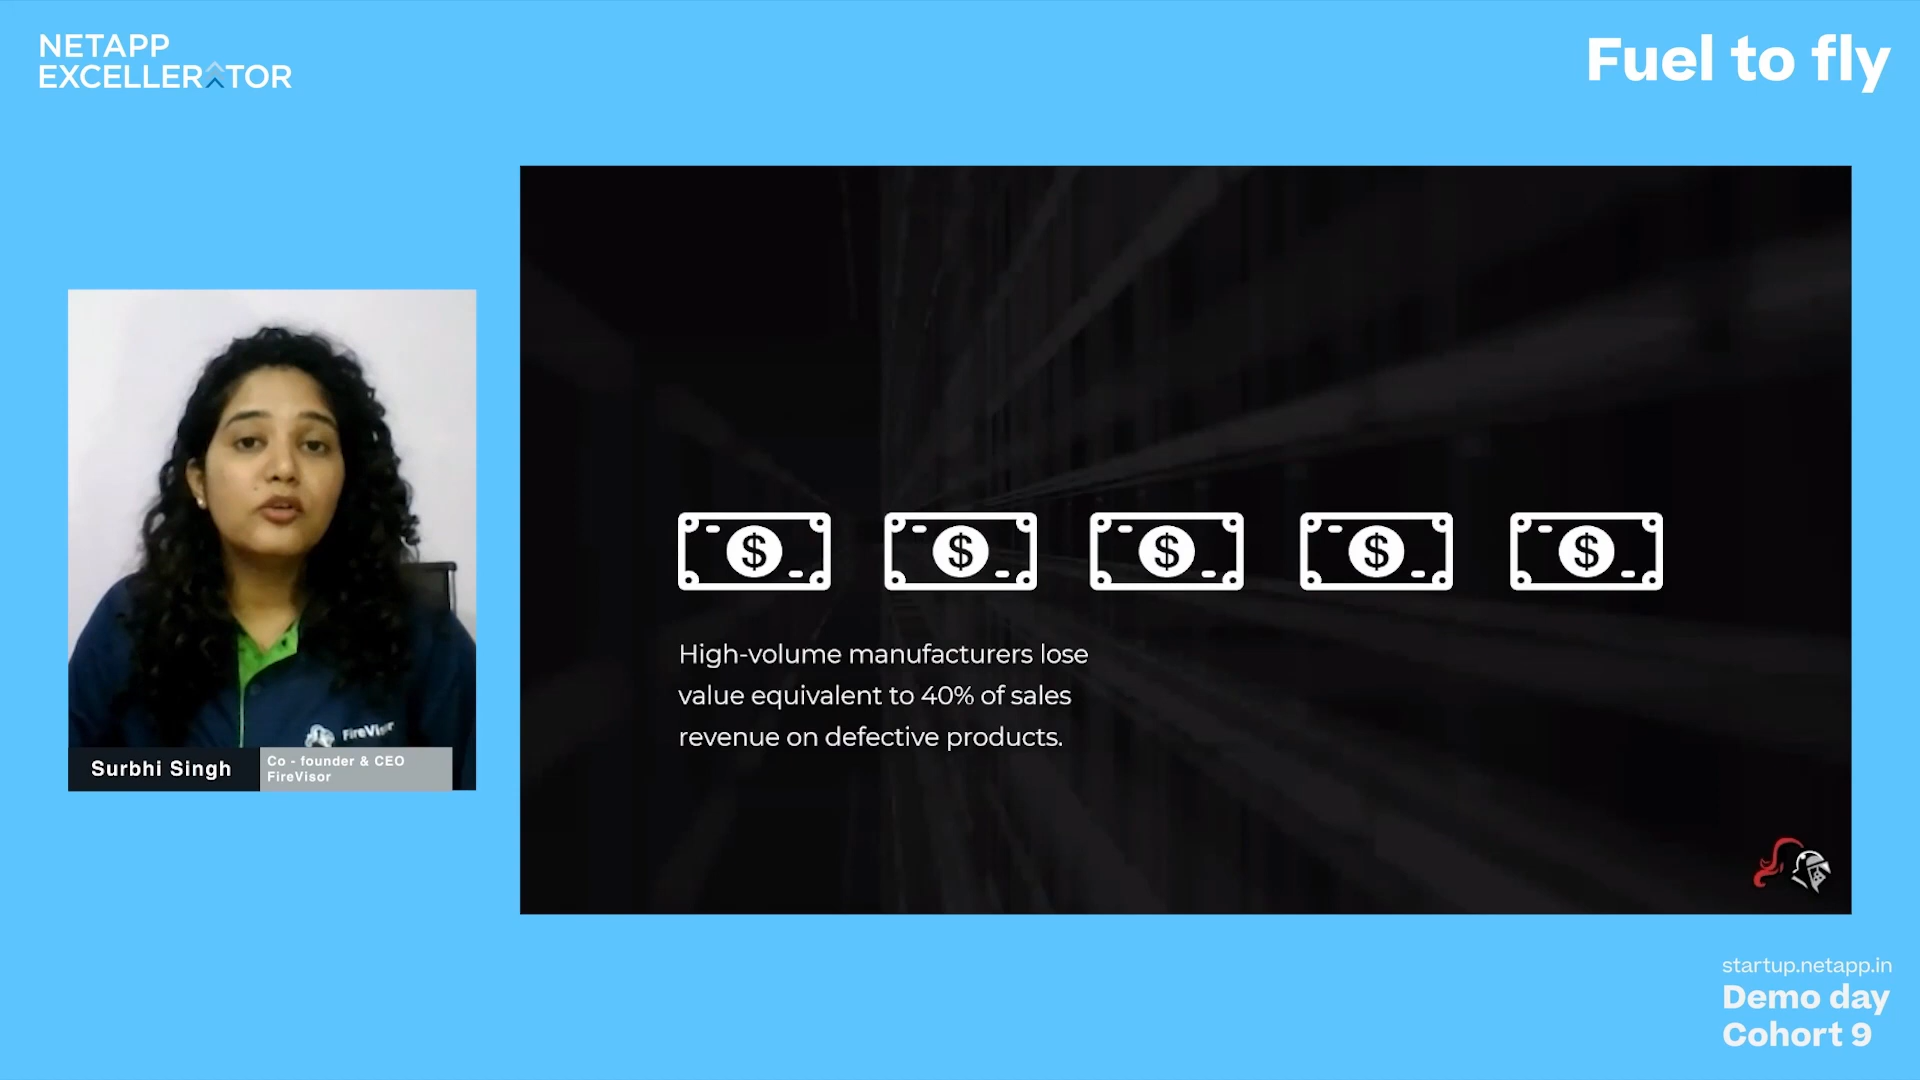 NETAPP
EXCELLERATOR
Fuel to fly
$ $ $ $ $
High-volume manufacturers lose
value equivalent to 40% of sales
revenue on defective products.
FireVisor
Surbhi Singh
Co - founder & CEO
FireVisor
startup.netapp.in
Demo day
Cohort 9